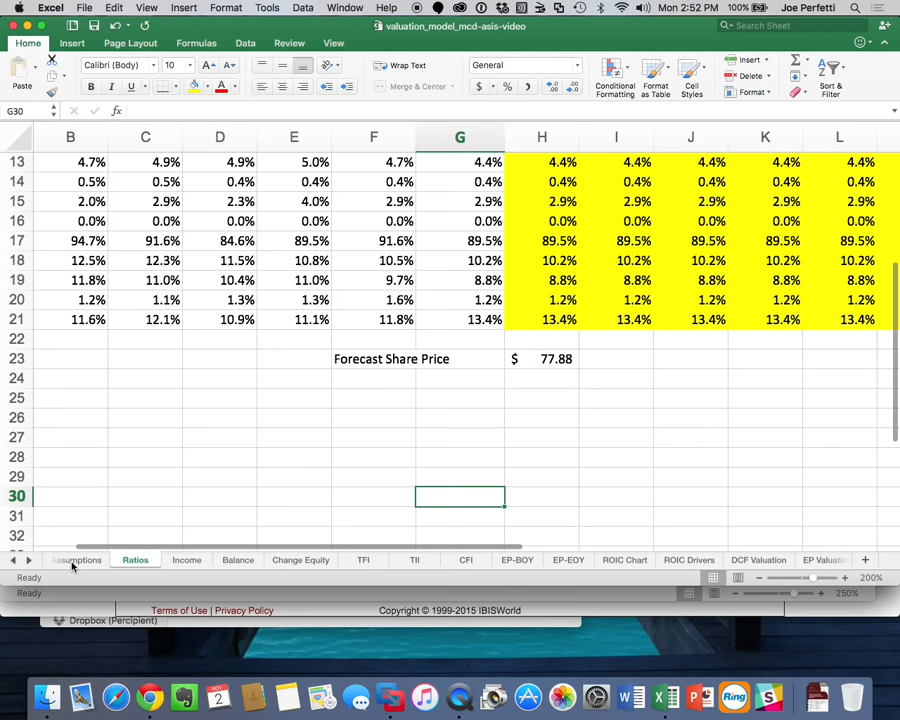 Excel File Edit View Insert Format Tools Data Window Help 100% Mon 2:52 PM Joe Perfetti
valuation_model_mcd-asis-video
Search Sheet
Home Insert Page Layout Formulas Data Review View
Paste
Calibri (Body) 10
B I U
Wrap Text
Merge & Center
General
Conditional Formatting
Format as Table
Cell Styles
Insert
Delete
Format
Sort & Filter
G30 fx
B C D E F G H I J K L
13 4.7% 4.9% 4.9% 5.0% 4.7% 4.4% 4.4% 4.4% 4.4% 4.4% 4.4%
14 0.5% 0.5% 0.4% 0.4% 0.4% 0.4% 0.4% 0.4% 0.4% 0.4% 0.4%
15 2.0% 2.9% 2.3% 4.0% 2.9% 2.9% 2.9% 2.9% 2.9% 2.9% 2.9%
16 0.0% 0.0% 0.0% 0.0% 0.0% 0.0% 0.0% 0.0% 0.0% 0.0% 0.0%
17 94.7% 91.6% 84.6% 89.5% 91.6% 89.5% 89.5% 89.5% 89.5% 89.5% 89.5%
18 12.5% 12.3% 11.5% 10.8% 10.5% 10.2% 10.2% 10.2% 10.2% 10.2% 10.2%
19 11.8% 11.0% 10.4% 11.0% 9.7% 8.8% 8.8% 8.8% 8.8% 8.8% 8.8%
20 1.2% 1.1% 1.3% 1.3% 1.6% 1.2% 1.2% 1.2% 1.2% 1.2% 1.2%
21 11.6% 12.1% 10.9% 11.1% 11.8% 13.4% 13.4% 13.4% 13.4% 13.4% 13.4%
22
23 Forecast Share Price $ 77.88
24
25
26
27
28
29
30
31
32
Assumptions Ratios Income Balance Change Equity TFI TII CFI EP-BOY EP-EOY ROIC Chart ROIC Drivers DCF Valuation EP Valuation
Ready 200%
Ready 250%
Terms of Use | Privacy Policy Copyright © 1999-2015 IBISWorld
Dropbox (Percipient)
NOV
2
Ring